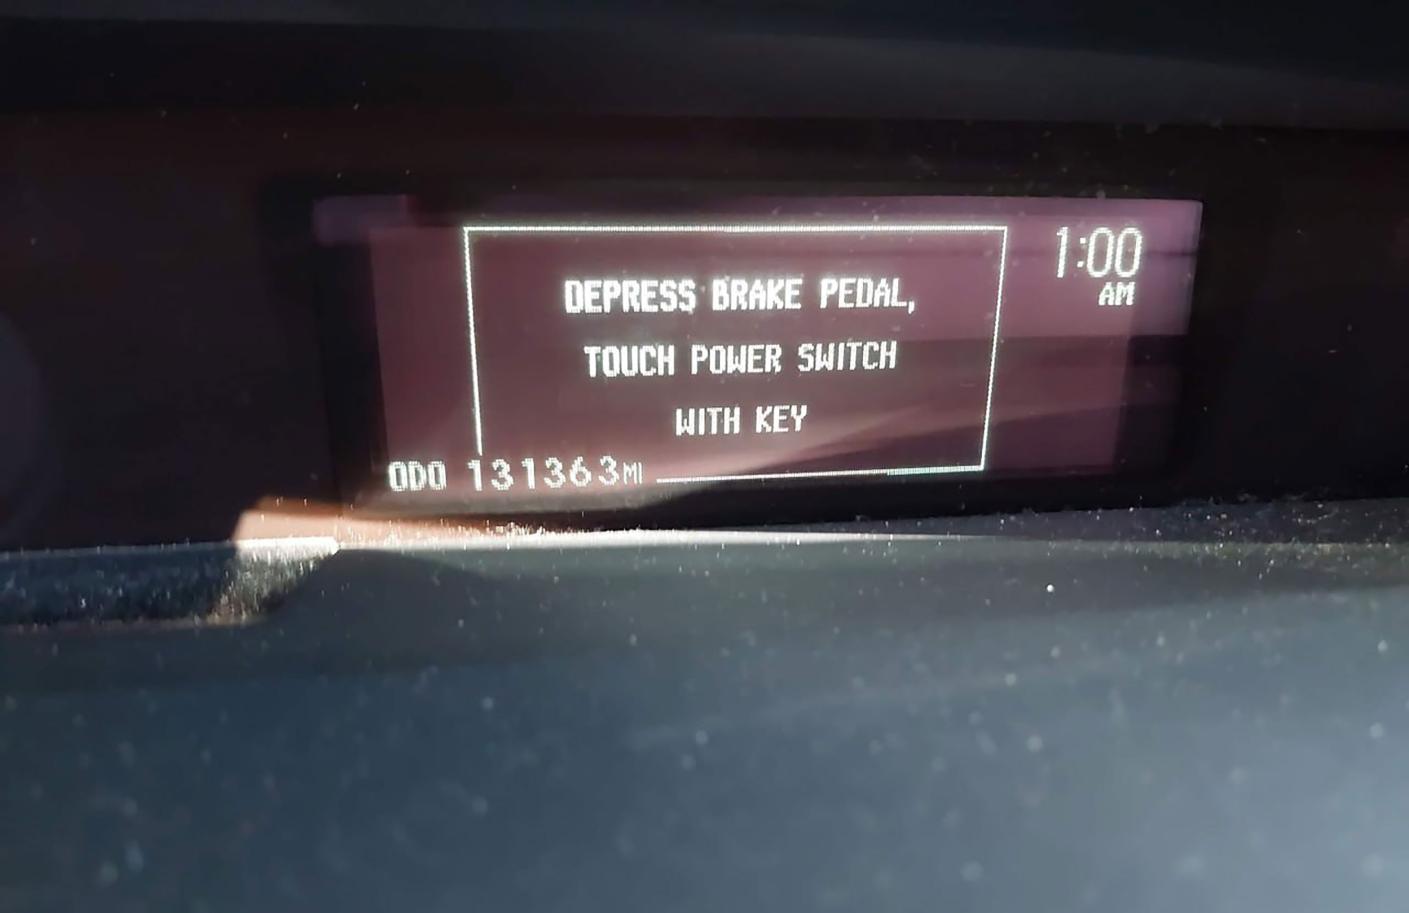 1:00
AM
DEPRESS BRAKE PEDAL,
TOUCH POWER SWITCH
WITH KEY
ODO 131363MI